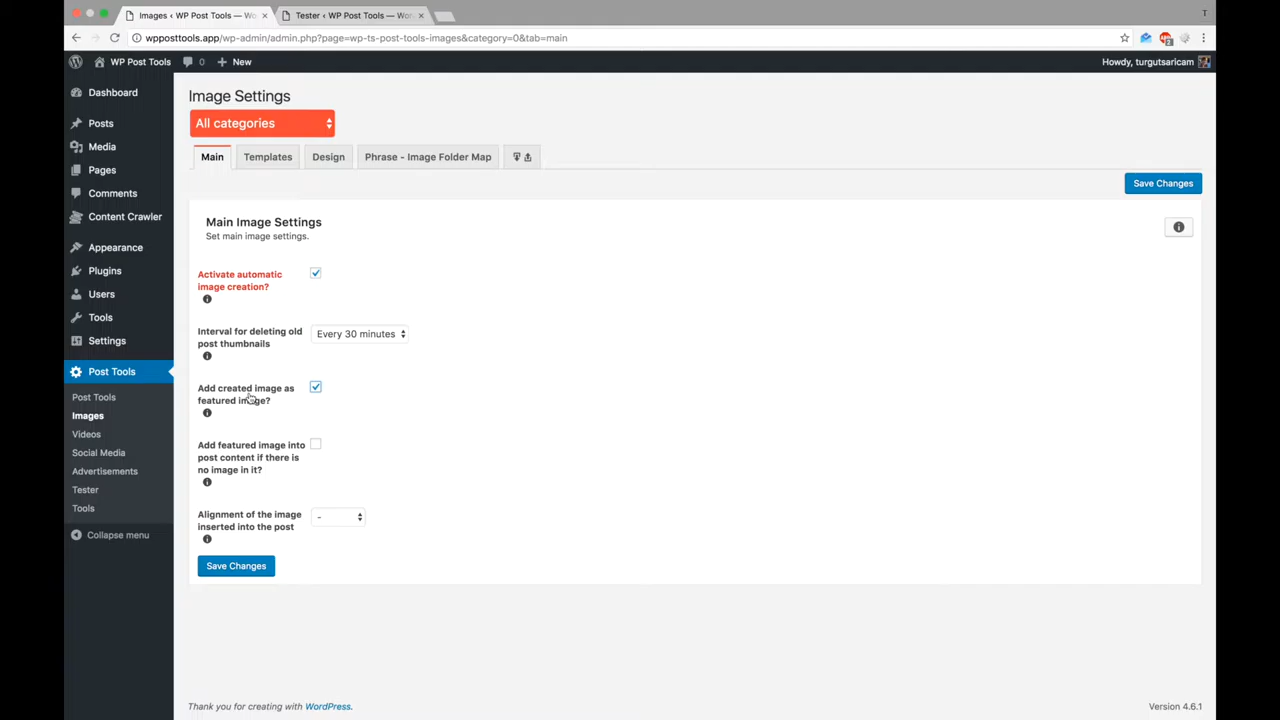 Images ‹ WP Post Tools — Wo
Tester ‹ WP Post Tools — Wor
T
wpposttools.app/wp-admin/admin.php?page=wp-ts-post-tools-images&category=0&tab=main
2
WP Post Tools
0
New
Howdy, turgutsaricam
Dashboard
Posts
Media
Pages
Comments
Content Crawler
Appearance
Plugins
Users
Tools
Settings
Post Tools
Post Tools
Images
Videos
Social Media
Advertisements
Tester
Tools
Collapse menu
Image Settings
All categories
Main
Templates
Design
Phrase - Image Folder Map
Save Changes
Main Image Settings
Set main image settings.
Activate automatic
image creation?
Interval for deleting old
post thumbnails
Every 30 minutes
Add created image as
featured image?
Add featured image into
post content if there is
no image in it?
Alignment of the image
inserted into the post
-
Save Changes
Thank you for creating with WordPress.
Version 4.6.1